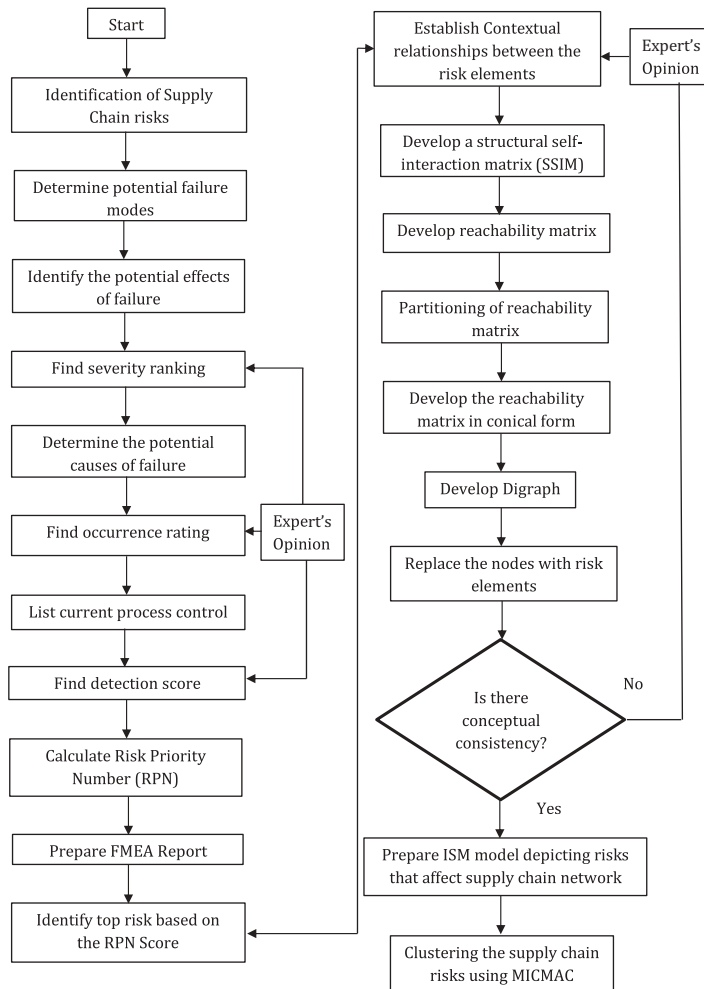 Start
Identification of Supply
Chain risks
Determine potential failure
modes
Identify the potential effects
of failure
Find severity ranking
Determine the potential
causes of failure
Find occurrence rating
Expert's
Opinion
List current process control
Find detection score
Calculate Risk Priority
Number (RPN)
Prepare FMEA Report
Identify top risk based on
the RPN Score
Establish Contextual
relationships between the
risk elements
Expert's
Opinion
Develop a structural self-
interaction matrix (SSIM)
Develop reachability matrix
Partitioning of reachability
matrix
Develop the reachability
matrix in conical form
Develop Digraph
Replace the nodes with risk
elements
Is there
conceptual
consistency?
No
Yes
Prepare ISM model depicting risks
that affect supply chain network
Clustering the supply chain
risks using MICMAC